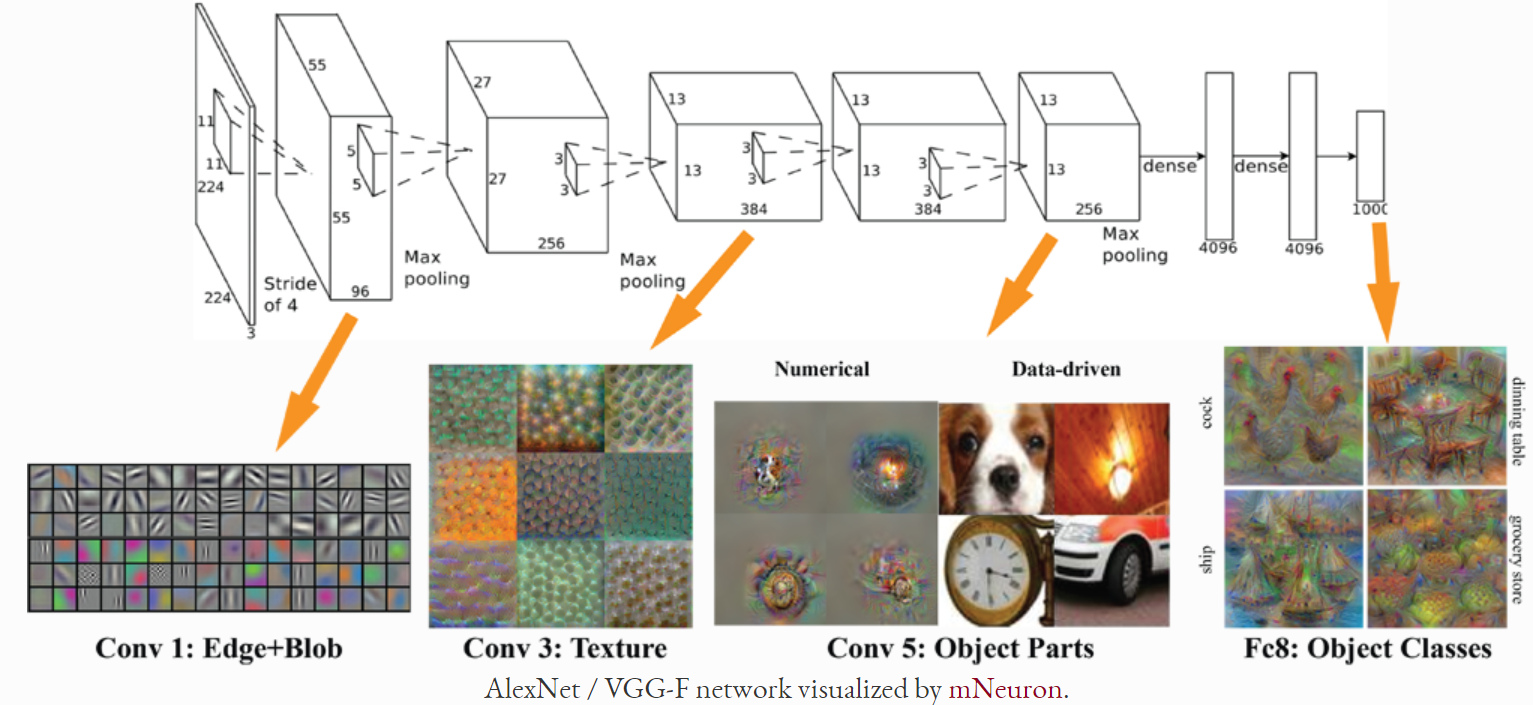 55
27
13
13
13
11
5
3
3
3
11
5
3
3
3
13
13
13
27
224
55
384
384
256
dense
dense
1000
4096
4096
256
Max
pooling
Max
pooling
Max
pooling
Stride
of 4
224
96
3
Numerical
Data-driven
cock
dinning table
ship
grocery store
Conv 1: Edge+Blob
Conv 3: Texture
Conv 5: Object Parts
Fc8: Object Classes
AlexNet / VGG-F network visualized by mNeuron.